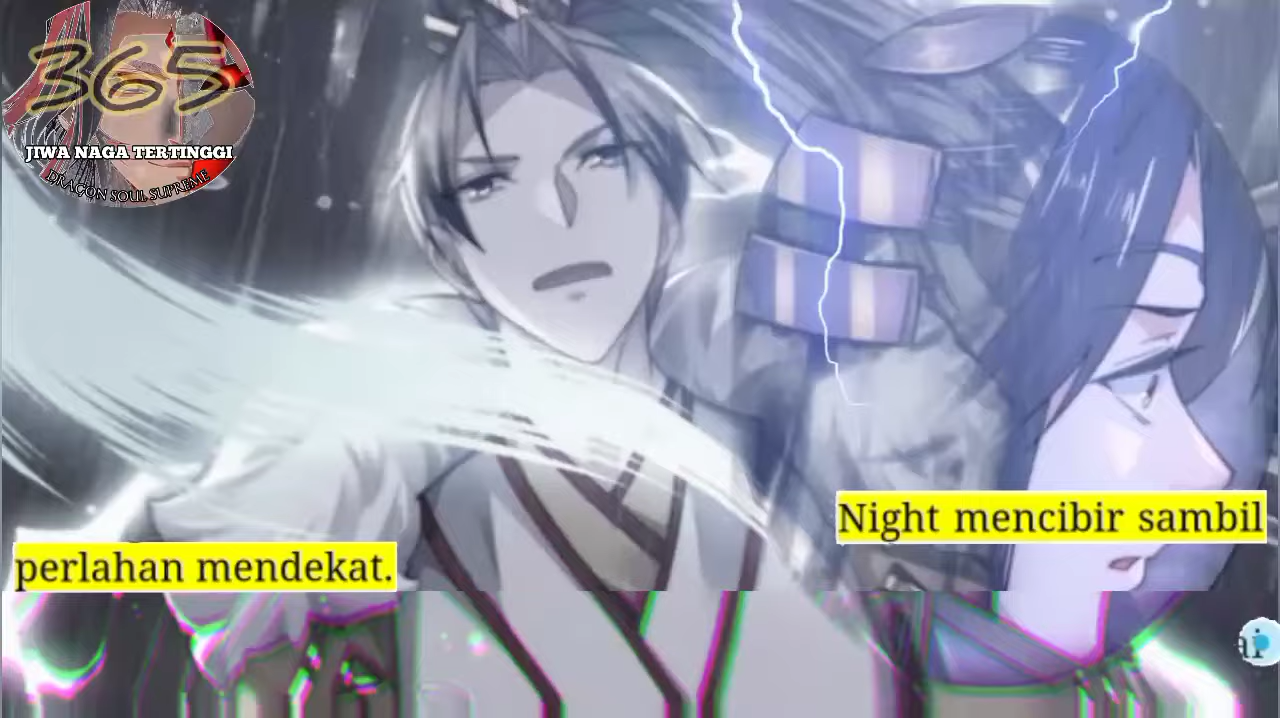 365
JIWA NAGA TERTINGGI
DRAGON SOUL SUPREME
Night mencibir sambil
perlahan mendekat.